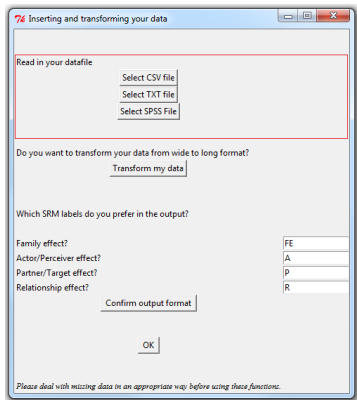 Inserting and transforming your data
Read in your datafile
Select CSV file
Select TXT file
Select SPSS File
Do you want to transform your data from wide to long format?
Transform my data
Which SRM labels do you prefer in the output?
Family effect? FE
Actor/Perceiver effect? A
Partner/Target effect? P
Relationship effect? R
Confirm output format
OK
Please deal with missing data in an appropriate way before using these functions.